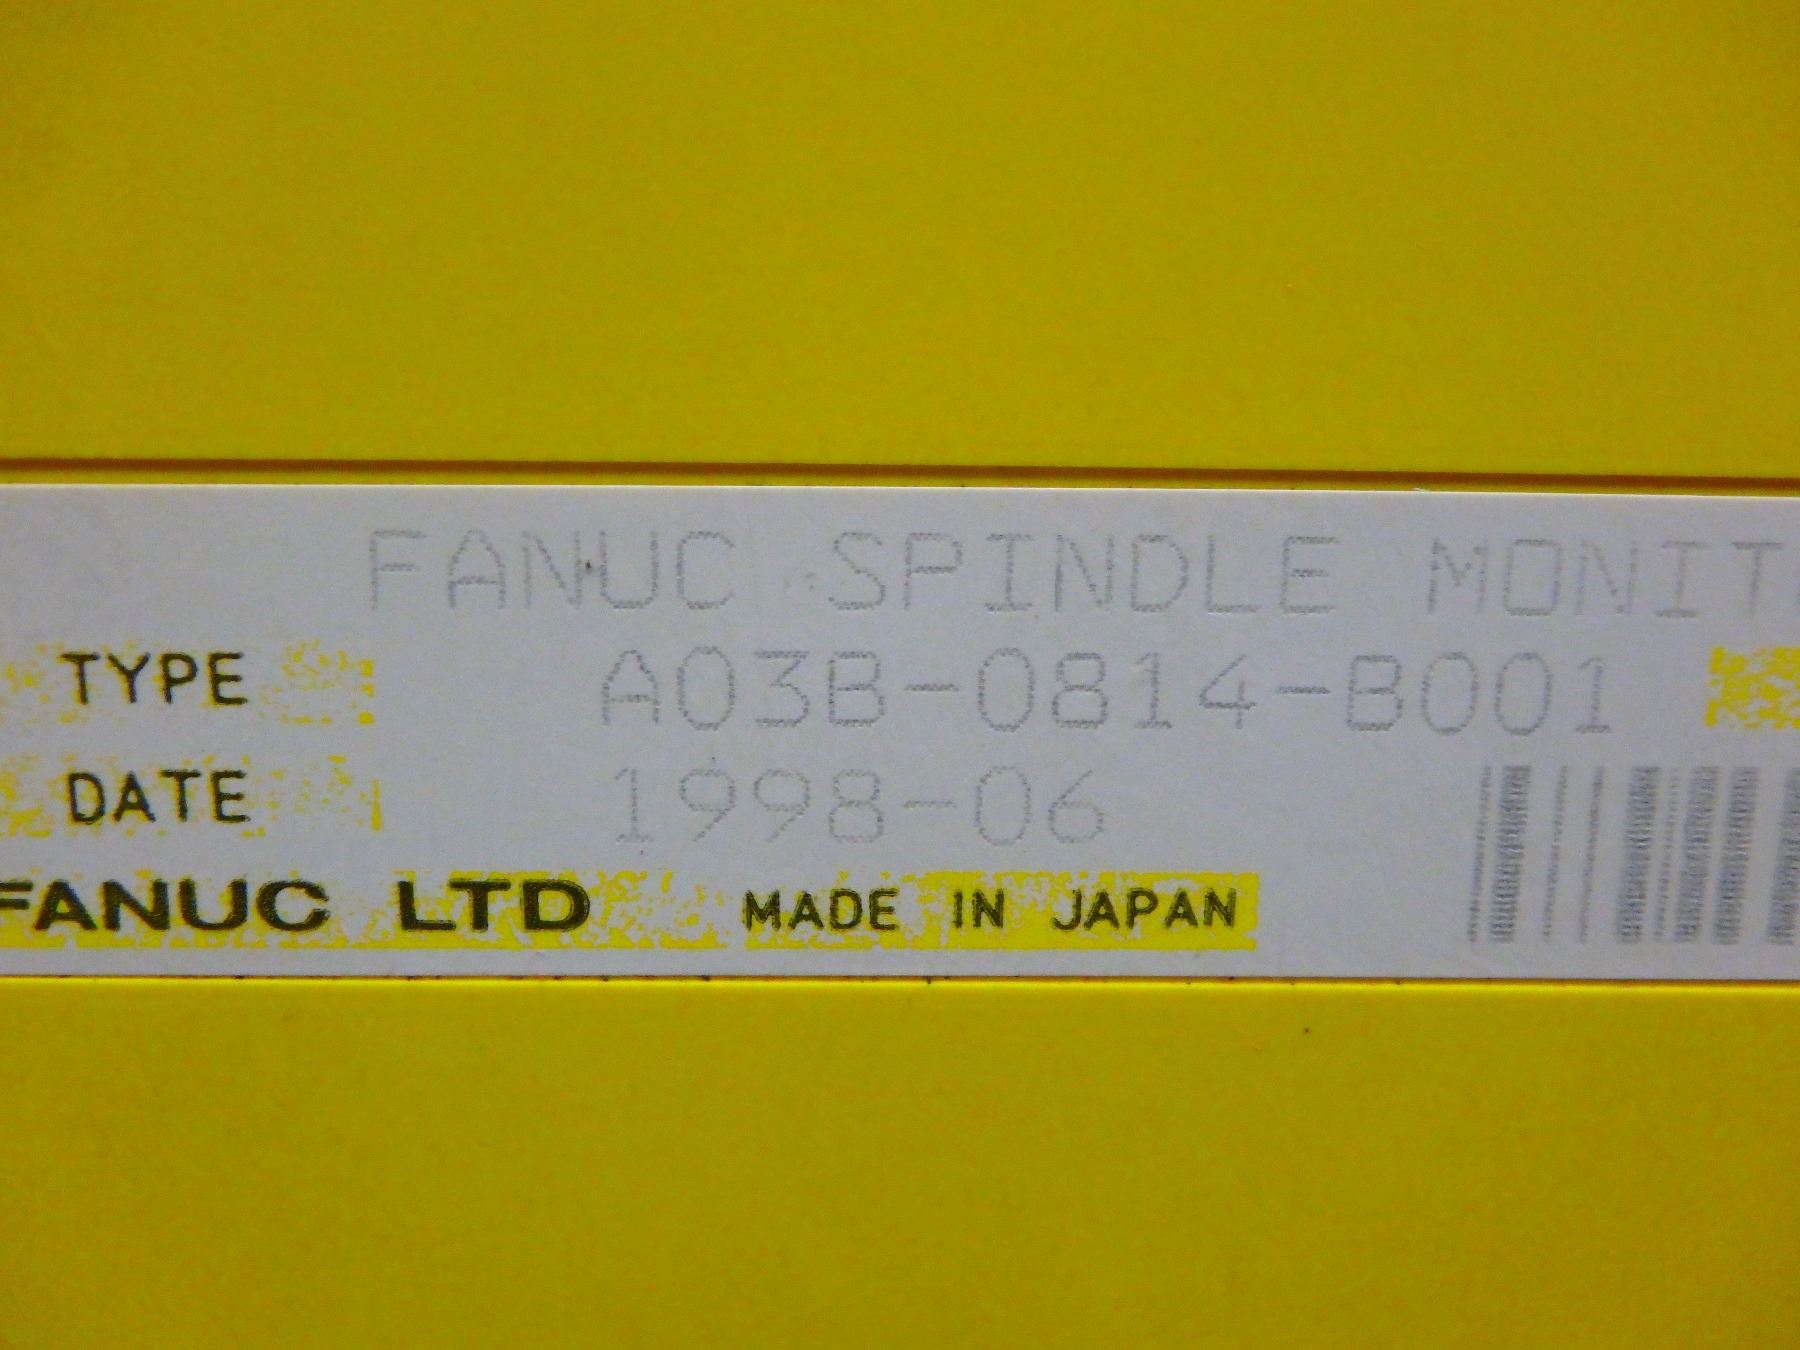 FANUC SPINDLE MONIT
TYPE A03B-0814-B001
DATE 1998-06
FANUC LTD MADE IN JAPAN